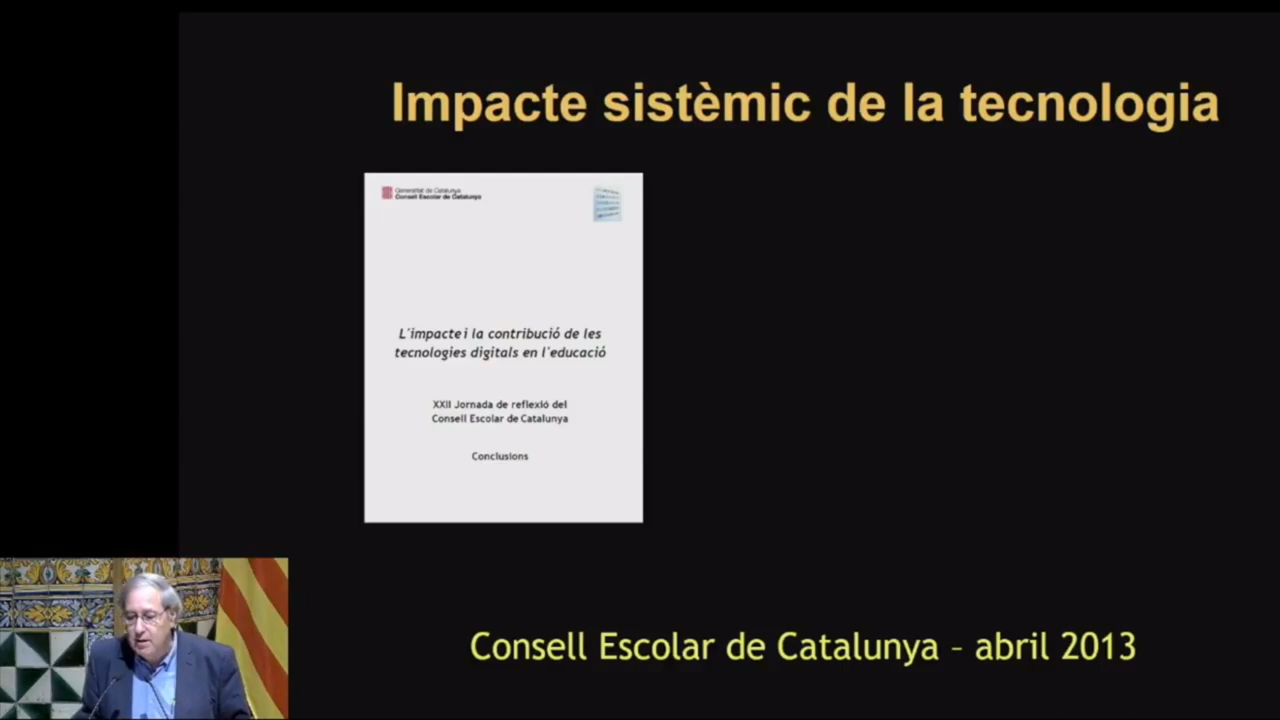 Impacte sistèmic de la tecnologia
Generalitat de Catalunya
Consell Escolar de Catalunya
L'impacte i la contribució de les
tecnologies digitals en l'educació
XXII Jornada de reflexió del
Consell Escolar de Catalunya
Conclusions
Consell Escolar de Catalunya – abril 2013